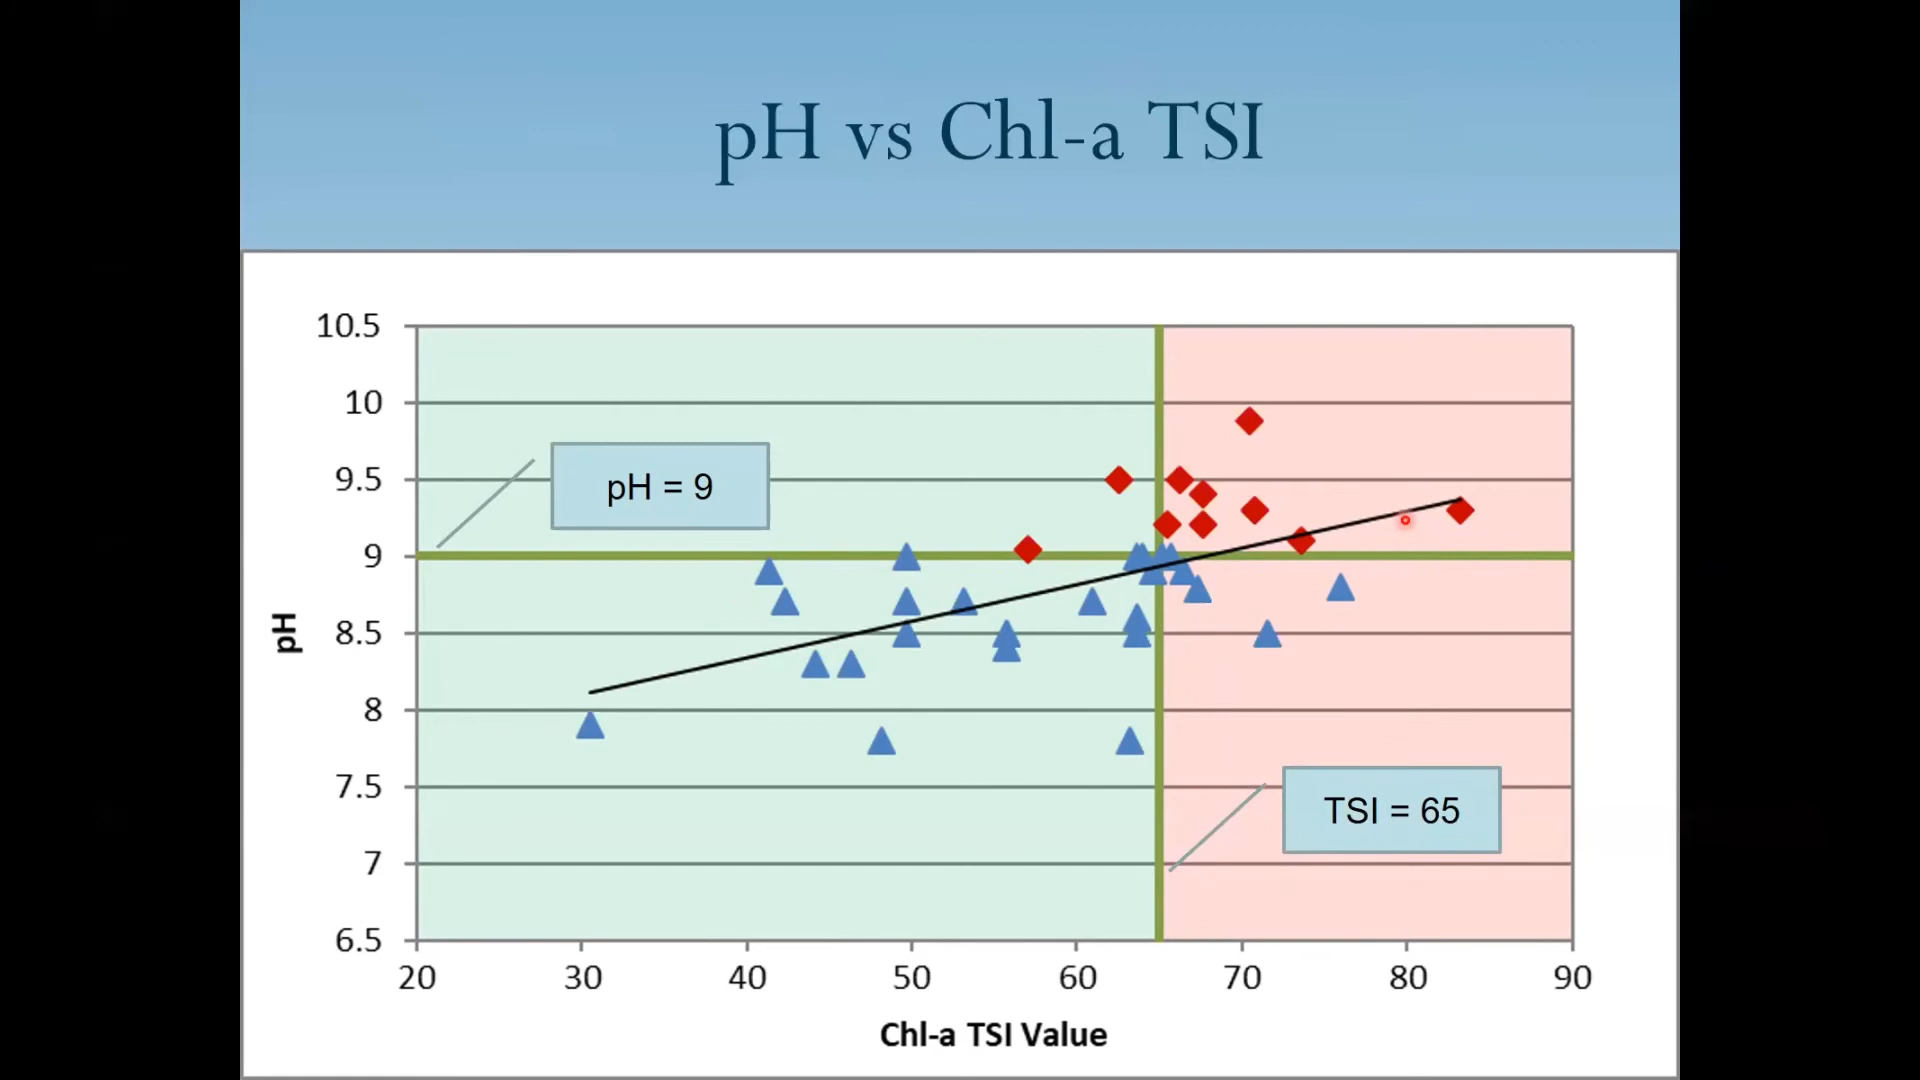 pH vs Chl-a TSI
10.5
10
9.5
pH = 9
9
pH
8.5
8
7.5
TSI = 65
7
6.5
20 30 40 50 60 70 80 90
Chl-a TSI Value